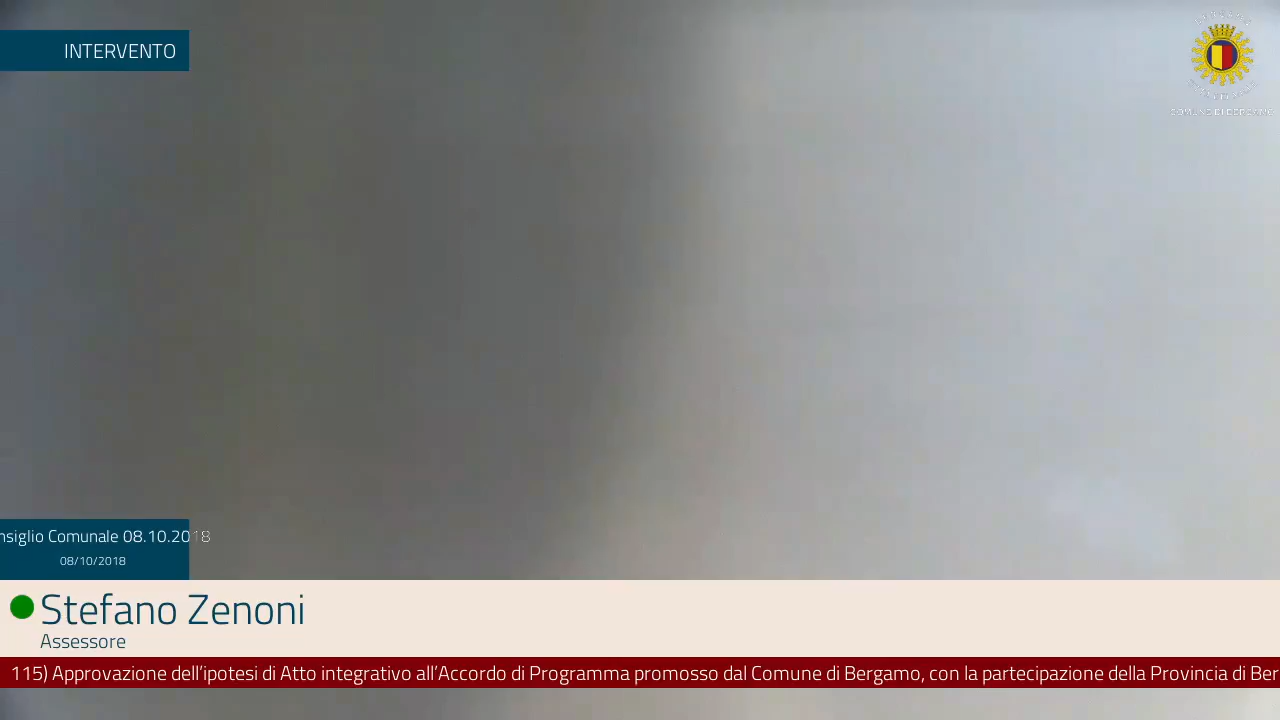 INTERVENTO
nsiglio Comunale 08.10.2018
08/10/2018
Stefano Zenoni
Assessore
115) Approvazione dell'ipotesi di Atto integrativo all'Accordo di Programma promosso dal Comune di Bergamo, con la partecipazione della Provincia di Ber